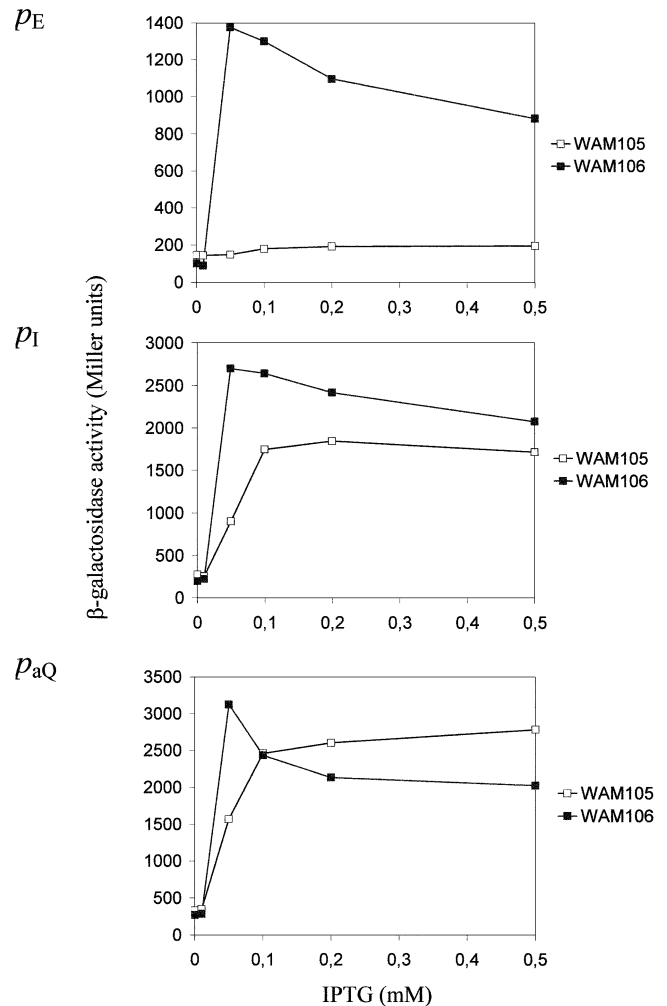 pE
1400
1200
1000
800
600
400
200
0
0 0,1 0,2 0,3 0,4 0,5
WAM105
WAM106
β-galactosidase activity (Miller units)
pI
3000
2500
2000
1500
1000
500
0
0 0,1 0,2 0,3 0,4 0,5
WAM105
WAM106
paQ
3500
3000
2500
2000
1500
1000
500
0
0 0,1 0,2 0,3 0,4 0,5
WAM105
WAM106
IPTG (mM)